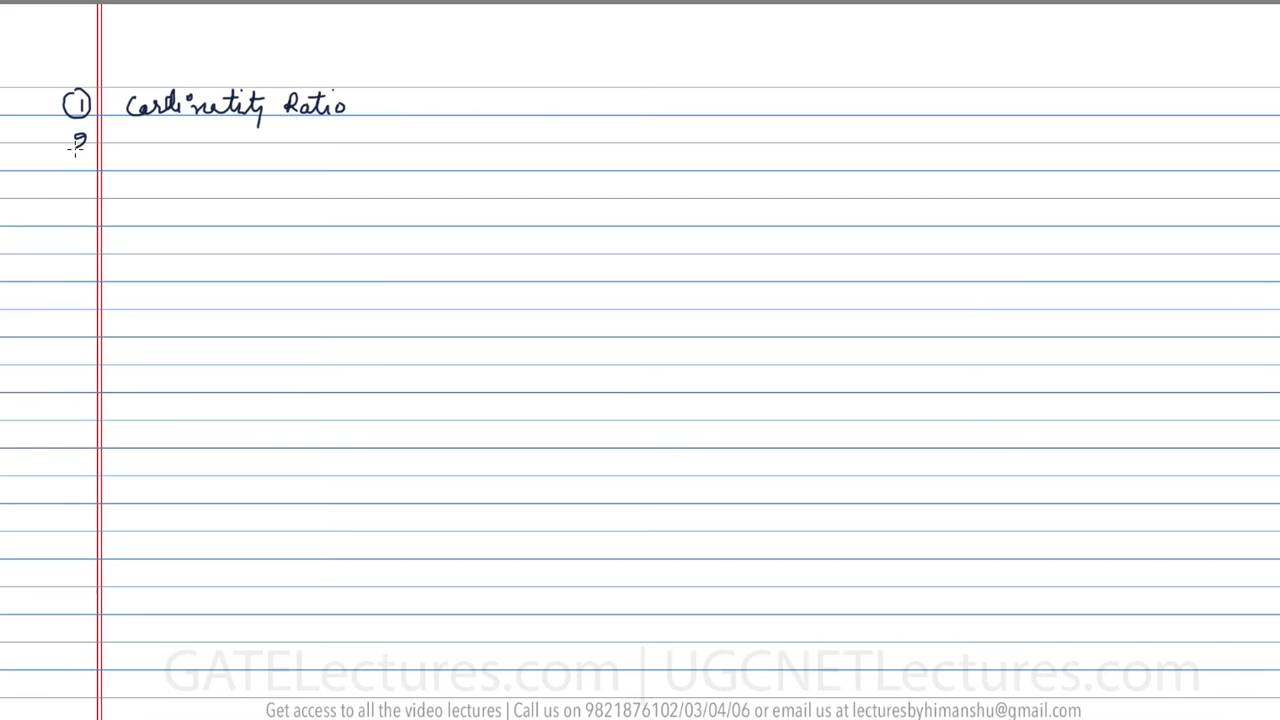 ① Cardinality Ratio
GATELectures.com | UGCNETLectures.com
Get access to all the video lectures | Call us on 9821876102/03/04/06 or email us at lecturesbyhimanshu@gmail.com